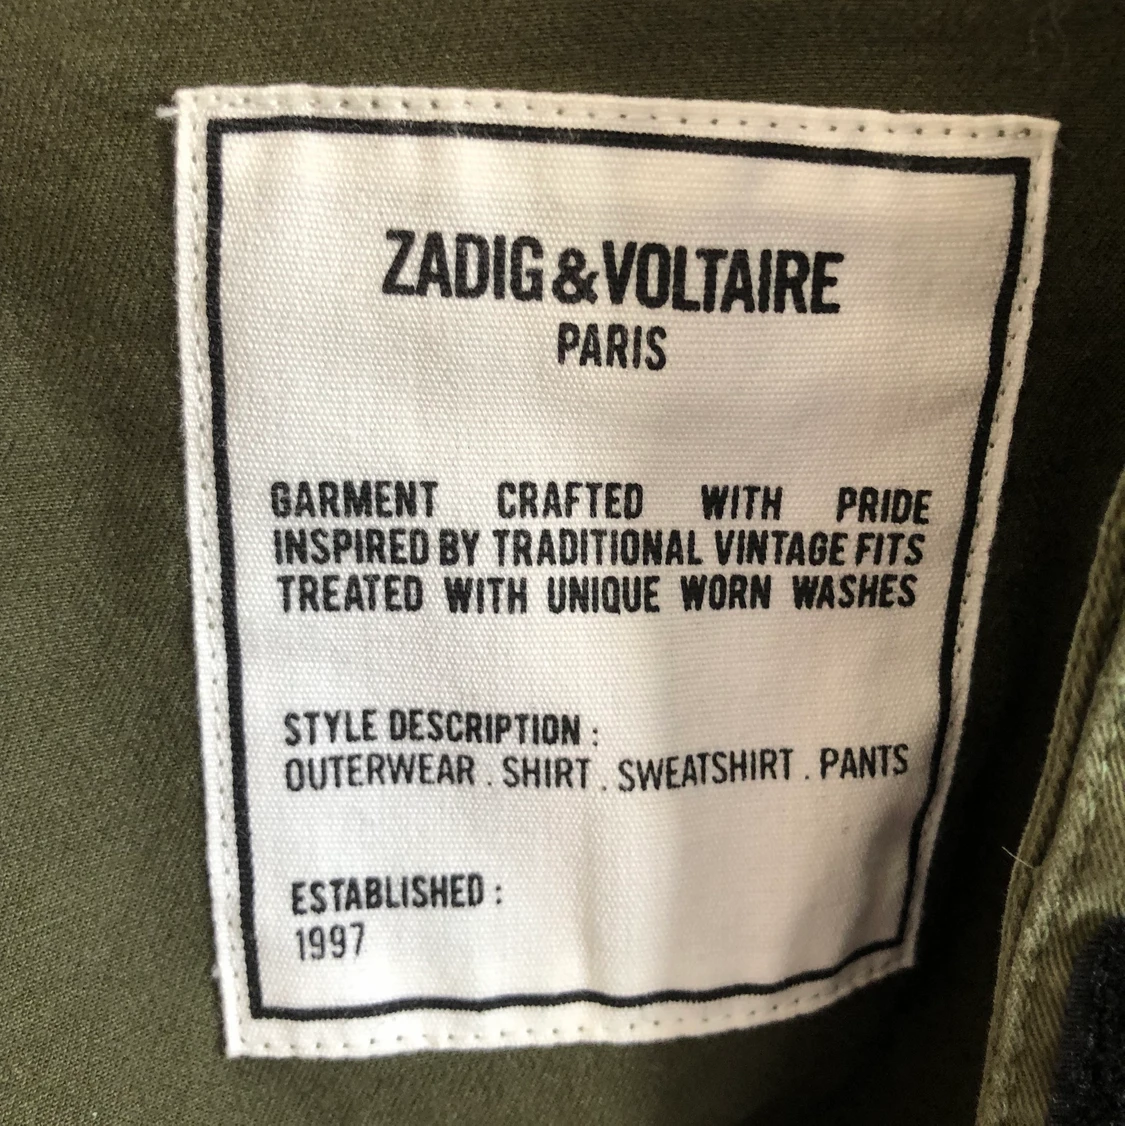 ZADIG&VOLTAIRE
PARIS
GARMENT CRAFTED WITH PRIDE
INSPIRED BY TRADITIONAL VINTAGE FITS
TREATED WITH UNIQUE WORN WASHES
STYLE DESCRIPTION :
OUTERWEAR . SHIRT . SWEATSHIRT . PANTS
ESTABLISHED :
1997